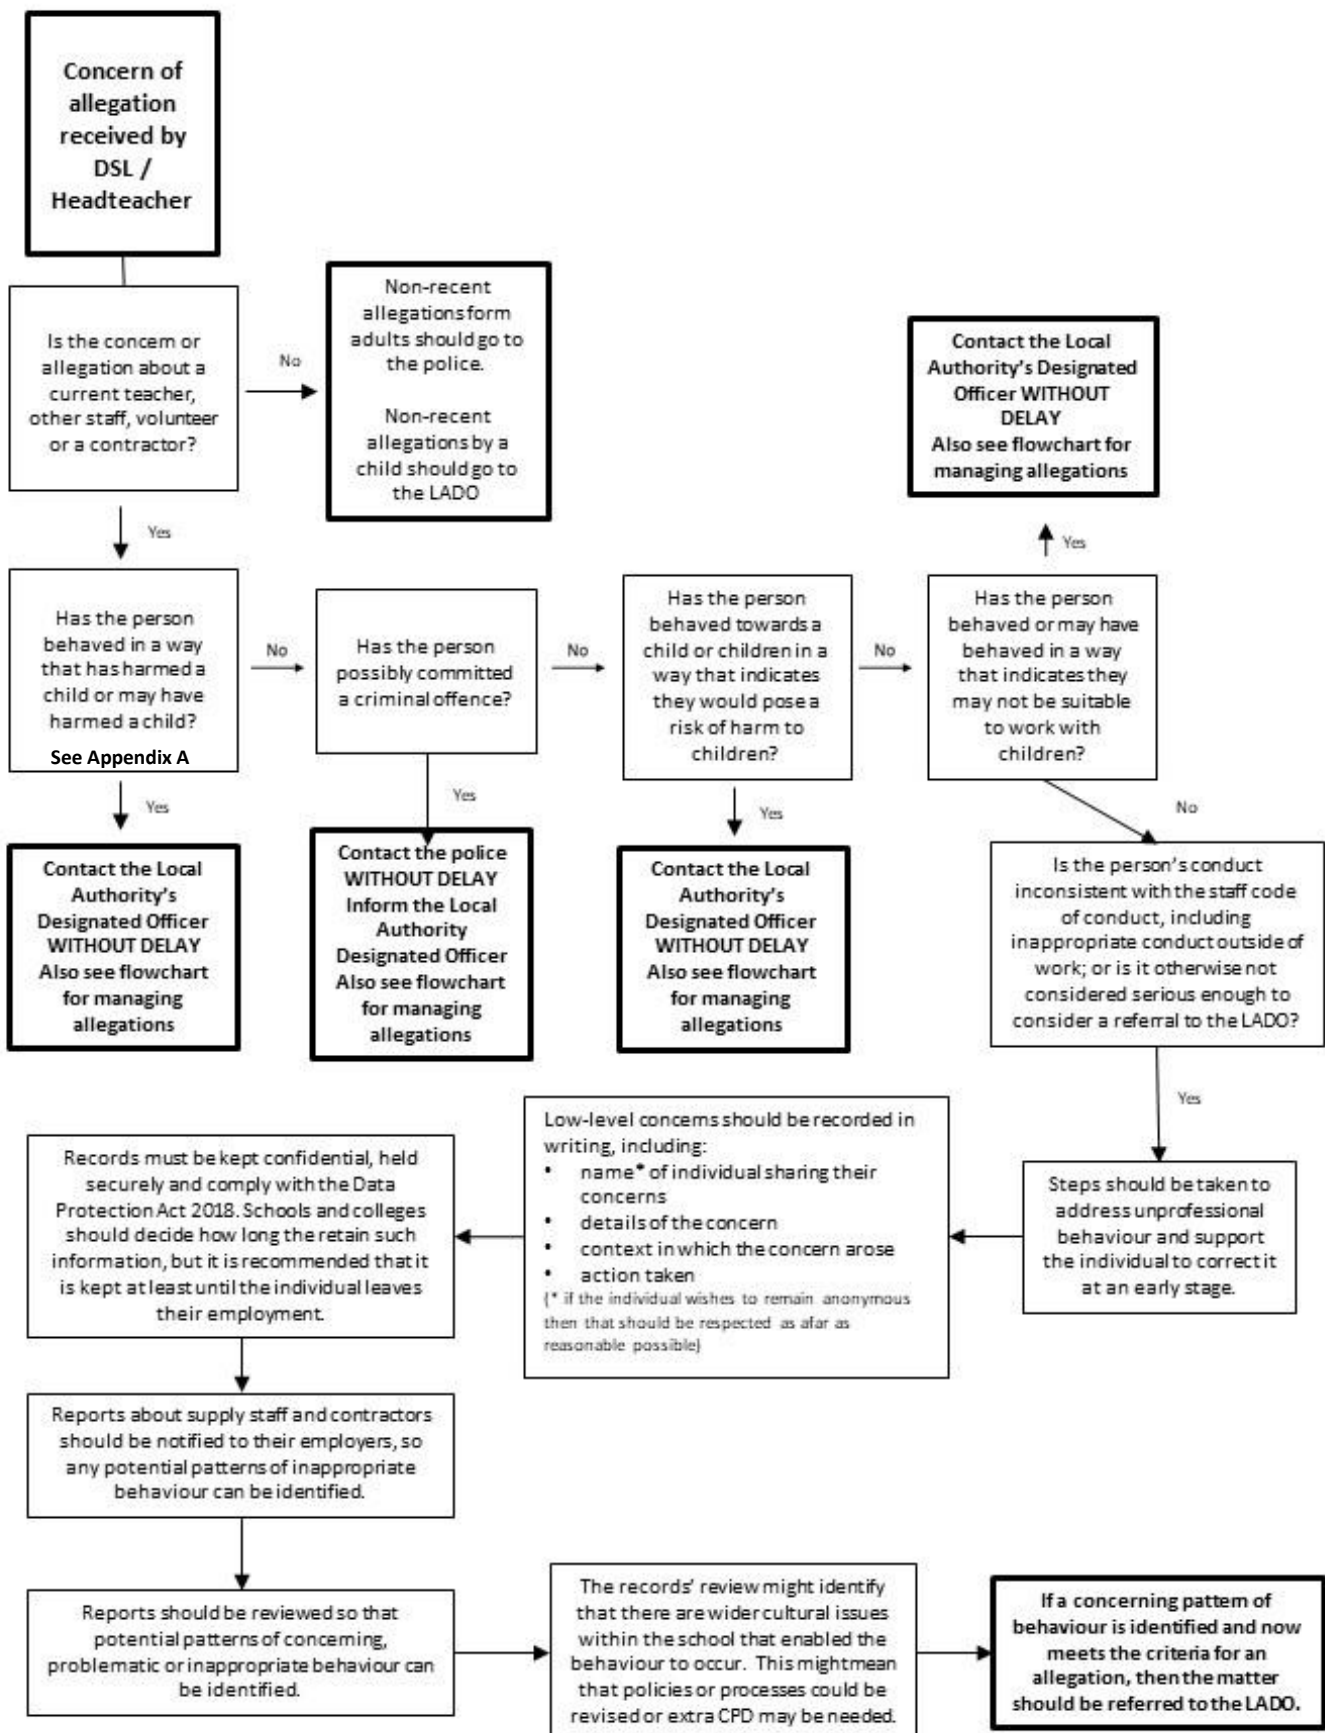 Concern of
allegation
received by
DSL /
Headteacher
Is the concern or
allegation about a
current teacher,
other staff, volunteer
or a contractor?
No
Non-recent
allegations form
adults should go to
the police.
Non-recent
allegations by a
child should go to
the LADO
Yes
Has the person
behaved in a way
that has harmed a
child or may have
harmed a child?
See Appendix A
No
Has the person
possibly committed
a criminal offence?
No
Has the person
behaved towards a
child or children in a
way that indicates
they would pose a
risk of harm to
children?
No
Has the person
behaved or may have
behaved in a way
that indicates they
may not be suitable
to work with
children?
Yes
Contact the Local
Authority's Designated
Officer WITHOUT
DELAY
Also see flowchart for
managing allegations
Yes
Contact the Local
Authority's
Designated Officer
WITHOUT DELAY
Also see flowchart
for managing
allegations
Yes
Contact the police
WITHOUT DELAY
Inform the Local
Authority
Designated Officer
Also see flowchart
for managing
allegations
Yes
Contact the Local
Authority's
Designated Officer
WITHOUT DELAY
Also see flowchart
for managing
allegations
No
Is the person's conduct
inconsistent with the staff code
of conduct, including
inappropriate conduct outside of
work; or is it otherwise not
considered serious enough to
consider a referral to the LADO?
Yes
Steps should be taken to
address unprofessional
behaviour and support
the individual to correct it
at an early stage.
Low-level concerns should be recorded in
writing, including:
• name* of individual sharing their
concerns
• details of the concern
• context in which the concern arose
• action taken
(* if the individual wishes to remain anonymous
then that should be respected as afar as
reasonable possible)
Records must be kept confidential, held
securely and comply with the Data
Protection Act 2018. Schools and colleges
should decide how long the retain such
information, but it is recommended that it
is kept at least until the individual leaves
their employment.
Reports about supply staff and contractors
should be notified to their employers, so
any potential patterns of inappropriate
behaviour can be identified.
Reports should be reviewed so that
potential patterns of concerning,
problematic or inappropriate behaviour can
be identified.
The records' review might identify
that there are wider cultural issues
within the school that enabled the
behaviour to occur. This might mean
that policies or processes could be
revised or extra CPD may be needed.
If a concerning pattern of
behaviour is identified and now
meets the criteria for an
allegation, then the matter
should be referred to the LADO.